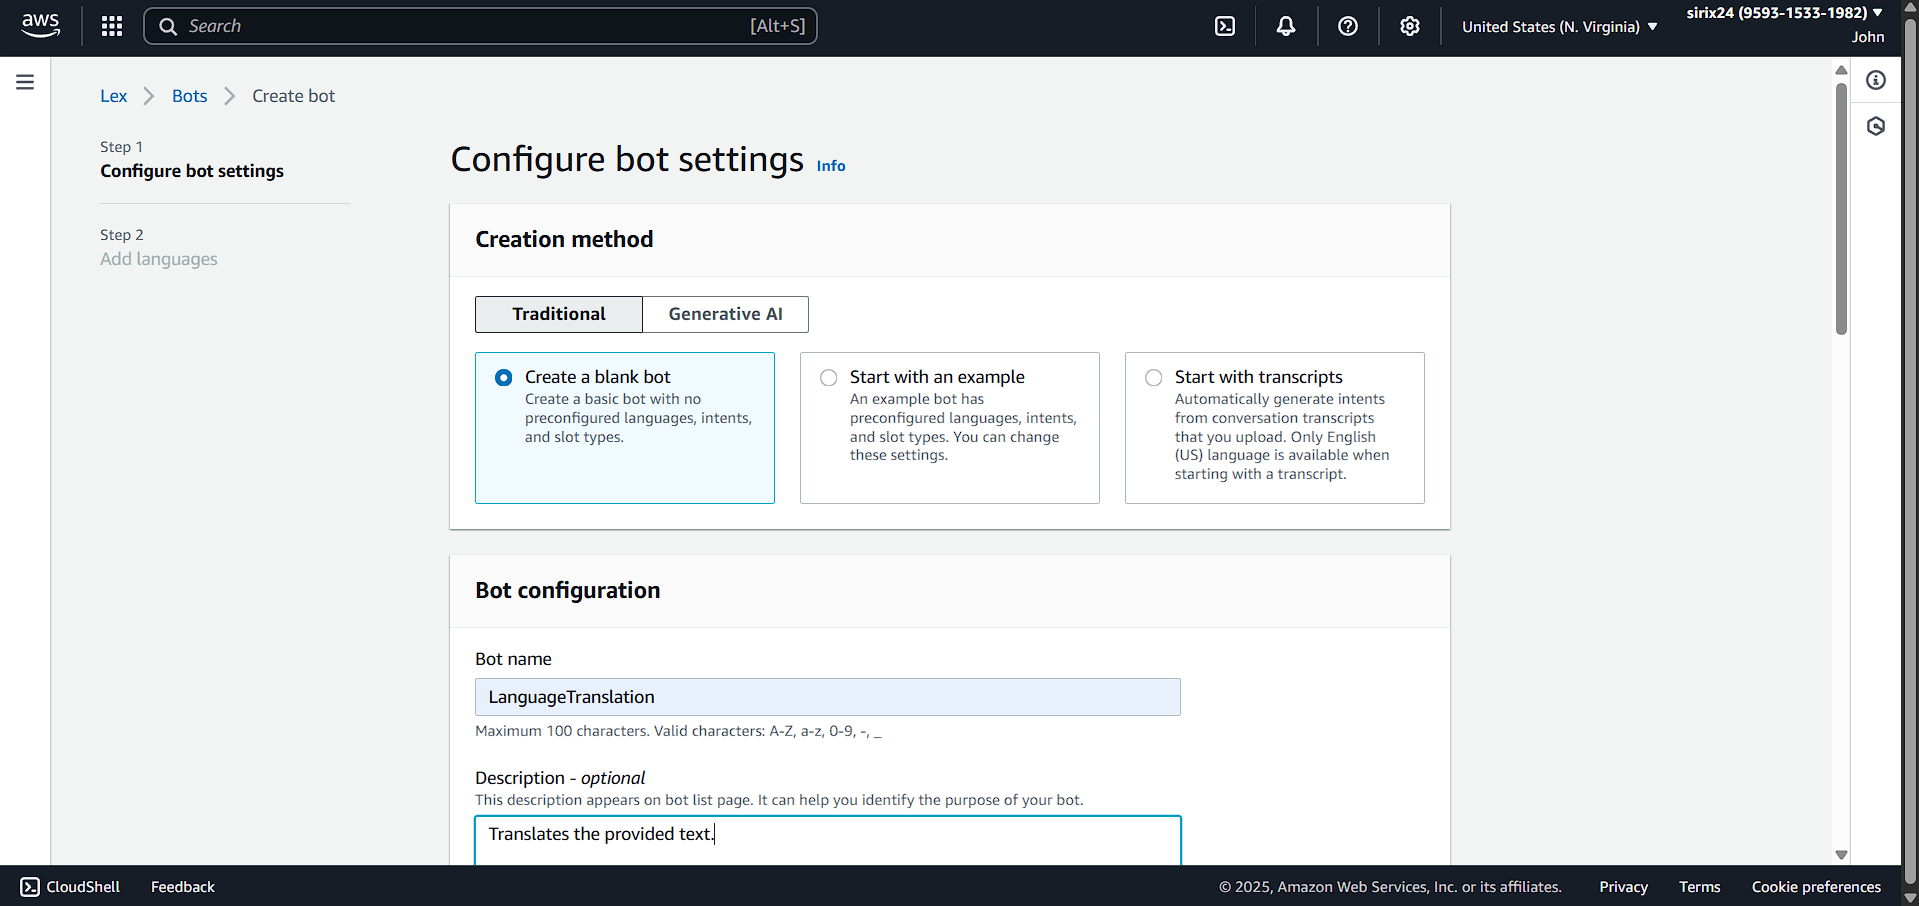 aws
Search
[Alt+S]
United States (N. Virginia)
sirix24 (9593-1533-1982)
John
Lex
Bots
Create bot
Step 1
Configure bot settings
Step 2
Add languages
Configure bot settings Info
Creation method
Traditional
Generative AI
Create a blank bot
Create a basic bot with no
preconfigured languages, intents,
and slot types.
Start with an example
An example bot has
preconfigured languages, intents,
and slot types. You can change
these settings.
Start with transcripts
Automatically generate intents
from conversation transcripts
that you upload. Only English
(US) language is available when
starting with a transcript.
Bot configuration
Bot name
LanguageTranslation
Maximum 100 characters. Valid characters: A-Z, a-z, 0-9, -, _
Description - optional
This description appears on bot list page. It can help you identify the purpose of your bot.
Translates the provided text.
CloudShell
Feedback
© 2025, Amazon Web Services, Inc. or its affiliates.
Privacy
Terms
Cookie preferences